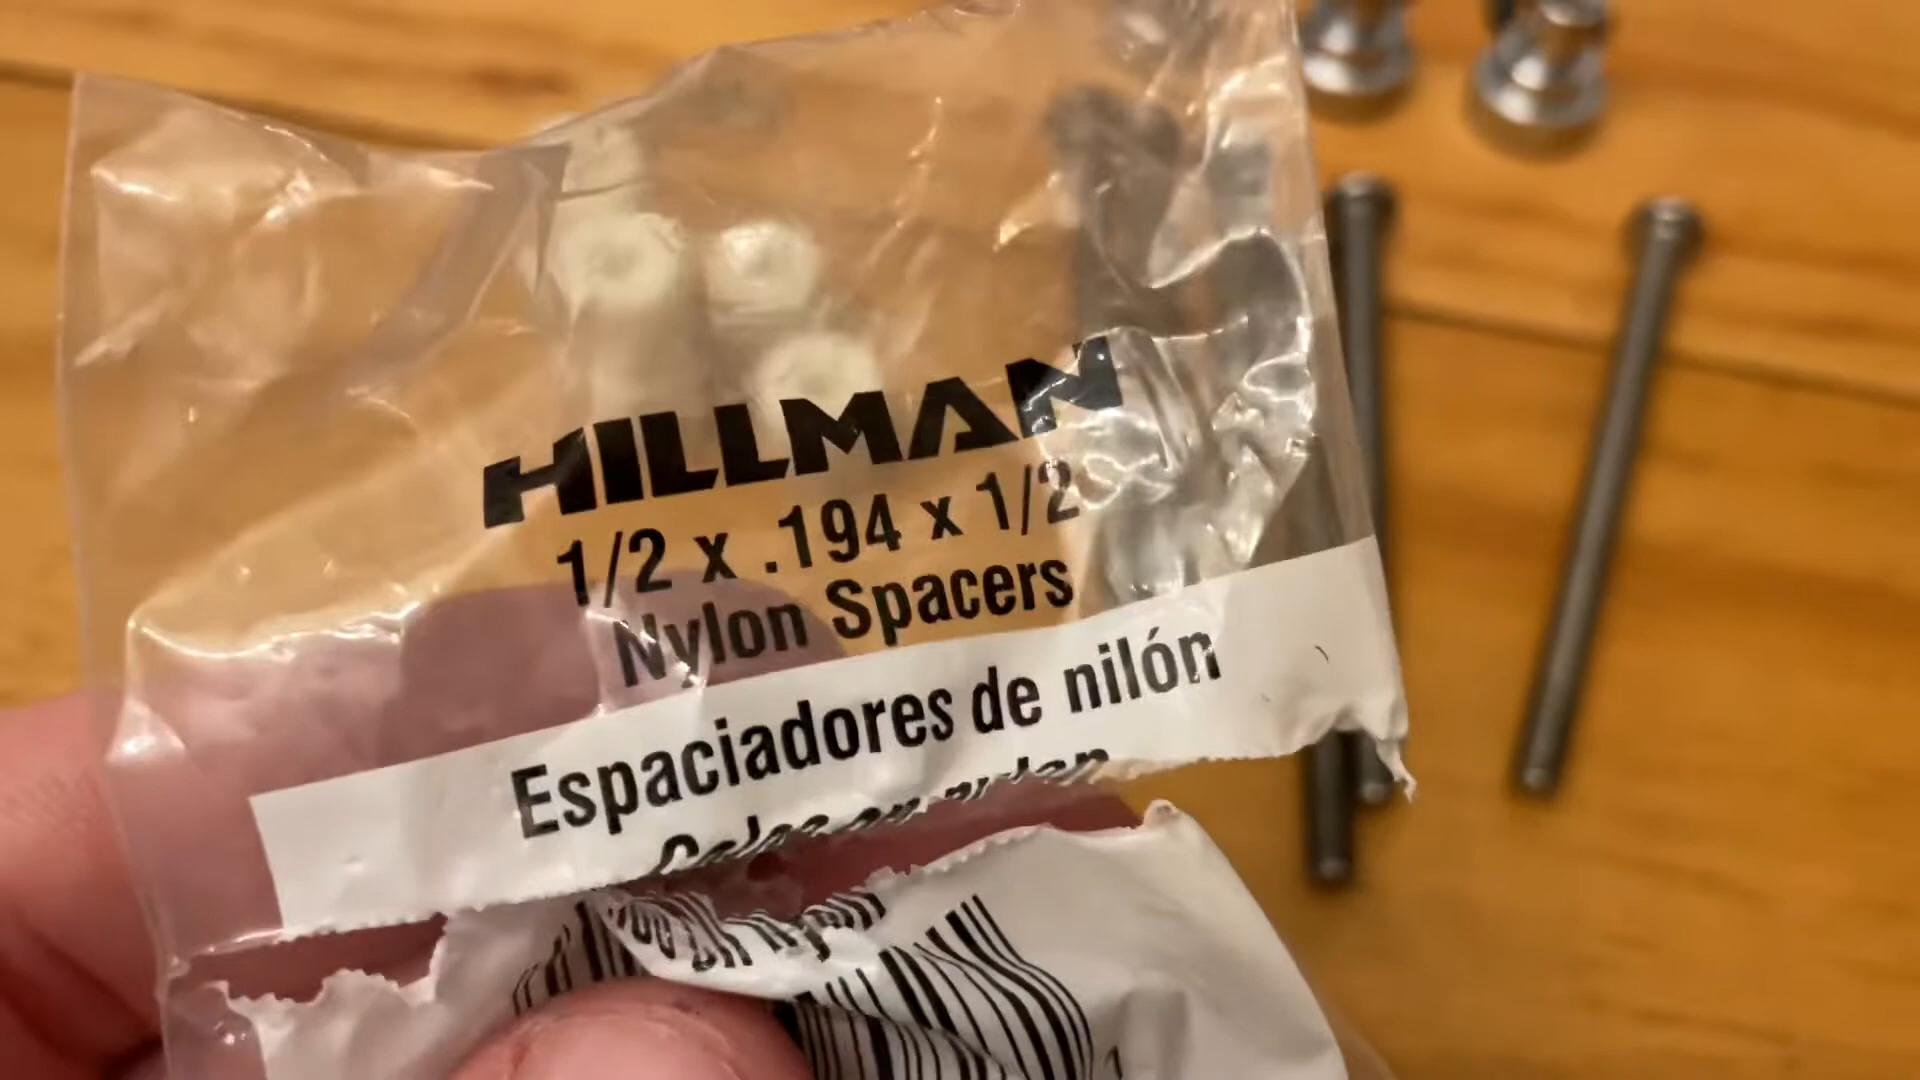 HILLMAN
1/2 x .194 x 1/2
Nylon Spacers
Espaciadores de nilón